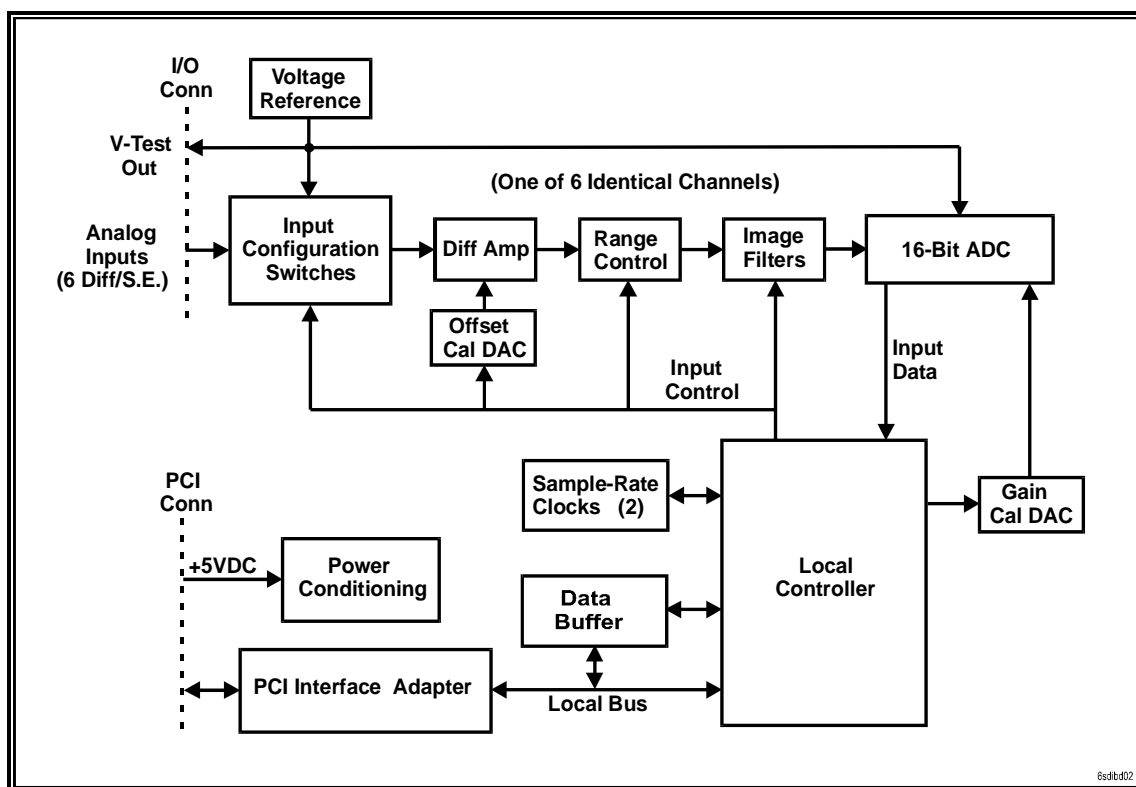 I/O
Conn
Voltage
Reference
V-Test
Out
(One of 6 Identical Channels)
Analog
Inputs
(6 Diff/S.E.)
Input
Configuration
Switches
Diff Amp
Range
Control
Image
Filters
16-Bit ADC
Offset
Cal DAC
Input
Control
Input
Data
PCI
Conn
Sample-Rate
Clocks (2)
Gain
Cal DAC
+5VDC
Power
Conditioning
Local
Controller
Data
Buffer
PCI Interface Adapter
Local Bus
6sdibd02